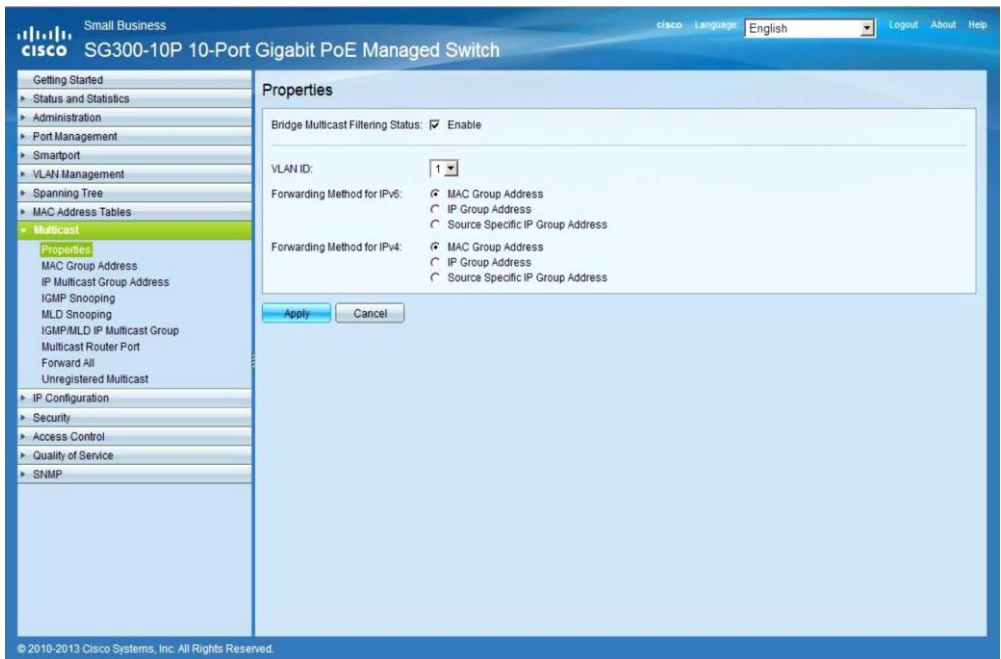 Small Business
cisco Language: English Logout About Help
CISCO SG300-10P 10-Port Gigabit PoE Managed Switch
Getting Started
Status and Statistics
Administration
Port Management
Smartport
VLAN Management
Spanning Tree
MAC Address Tables
Multicast
Properties
MAC Group Address
IP Multicast Group Address
IGMP Snooping
MLD Snooping
IGMP/MLD IP Multicast Group
Multicast Router Port
Forward All
Unregistered Multicast
IP Configuration
Security
Access Control
Quality of Service
SNMP
Properties
Bridge Multicast Filtering Status: Enable
VLAN ID: 1
Forwarding Method for IPv6: MAC Group Address
IP Group Address
Source Specific IP Group Address
Forwarding Method for IPv4: MAC Group Address
IP Group Address
Source Specific IP Group Address
Apply Cancel
© 2010-2013 Cisco Systems, Inc. All Rights Reserved.